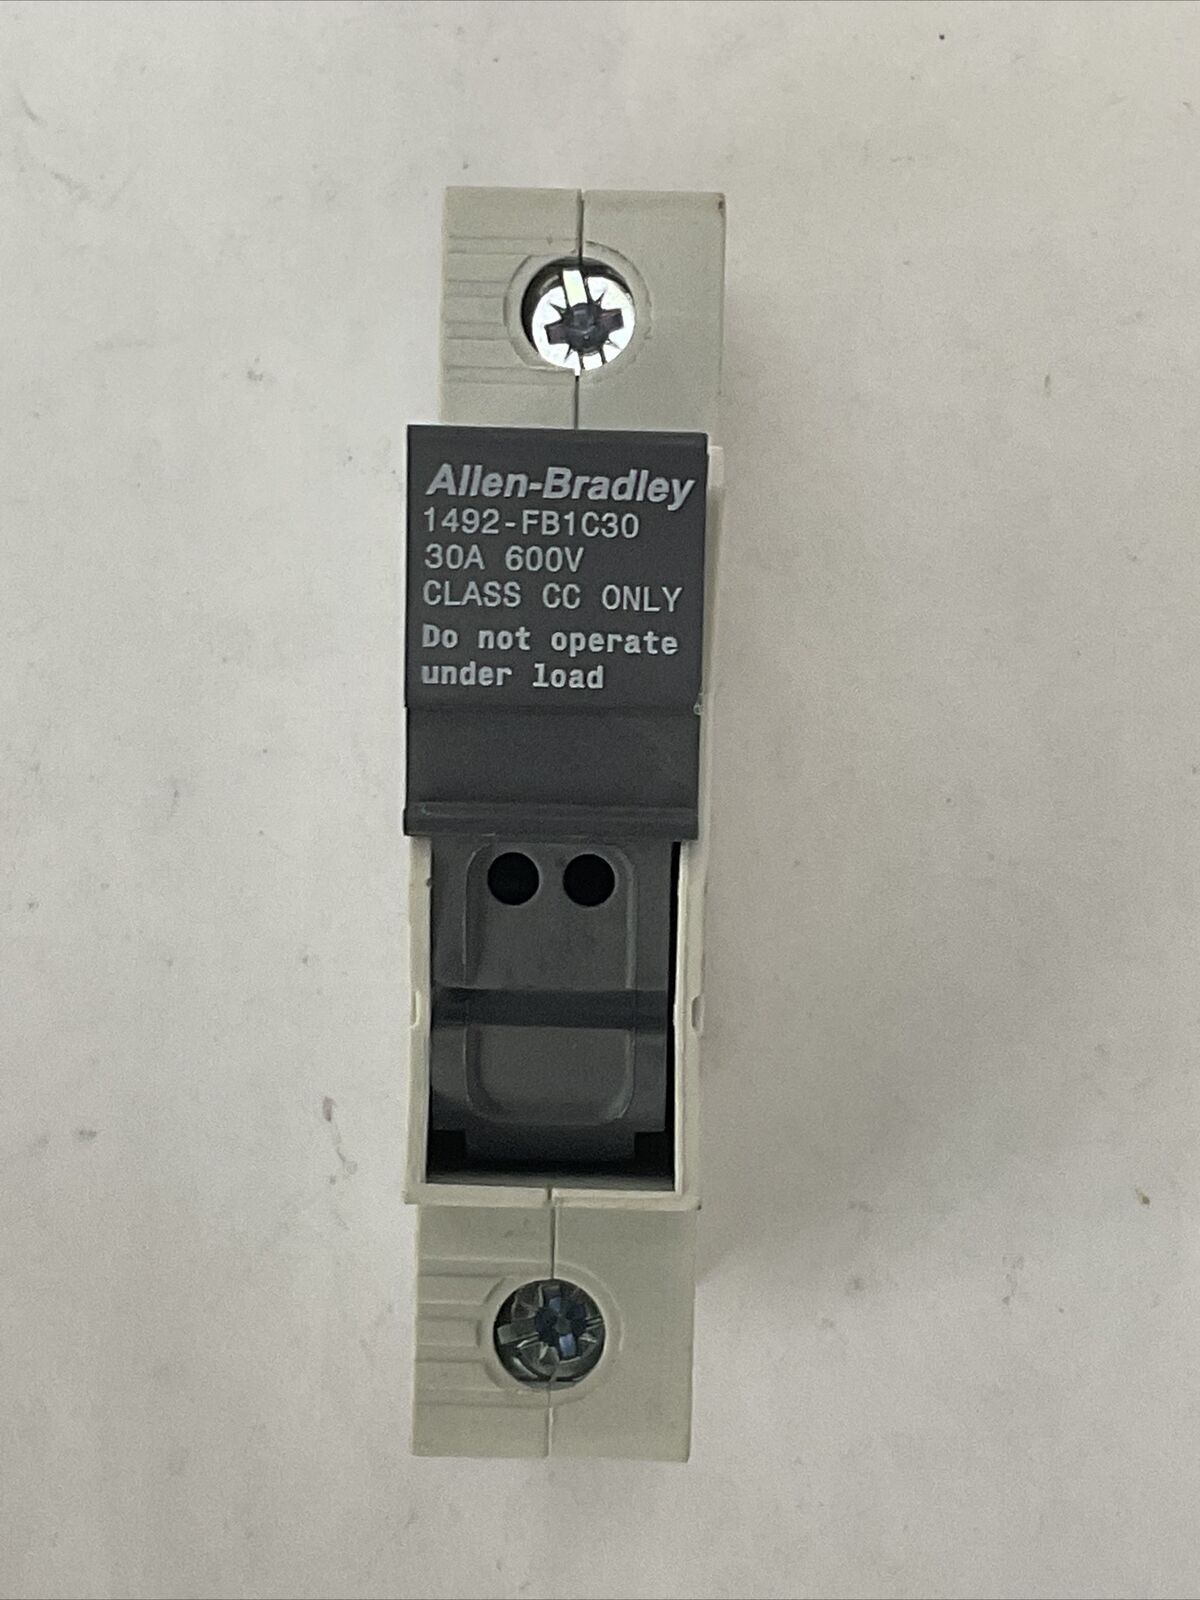 Allen-Bradley
1492-FB1C30
30A 600V
CLASS CC ONLY
Do not operate
under load